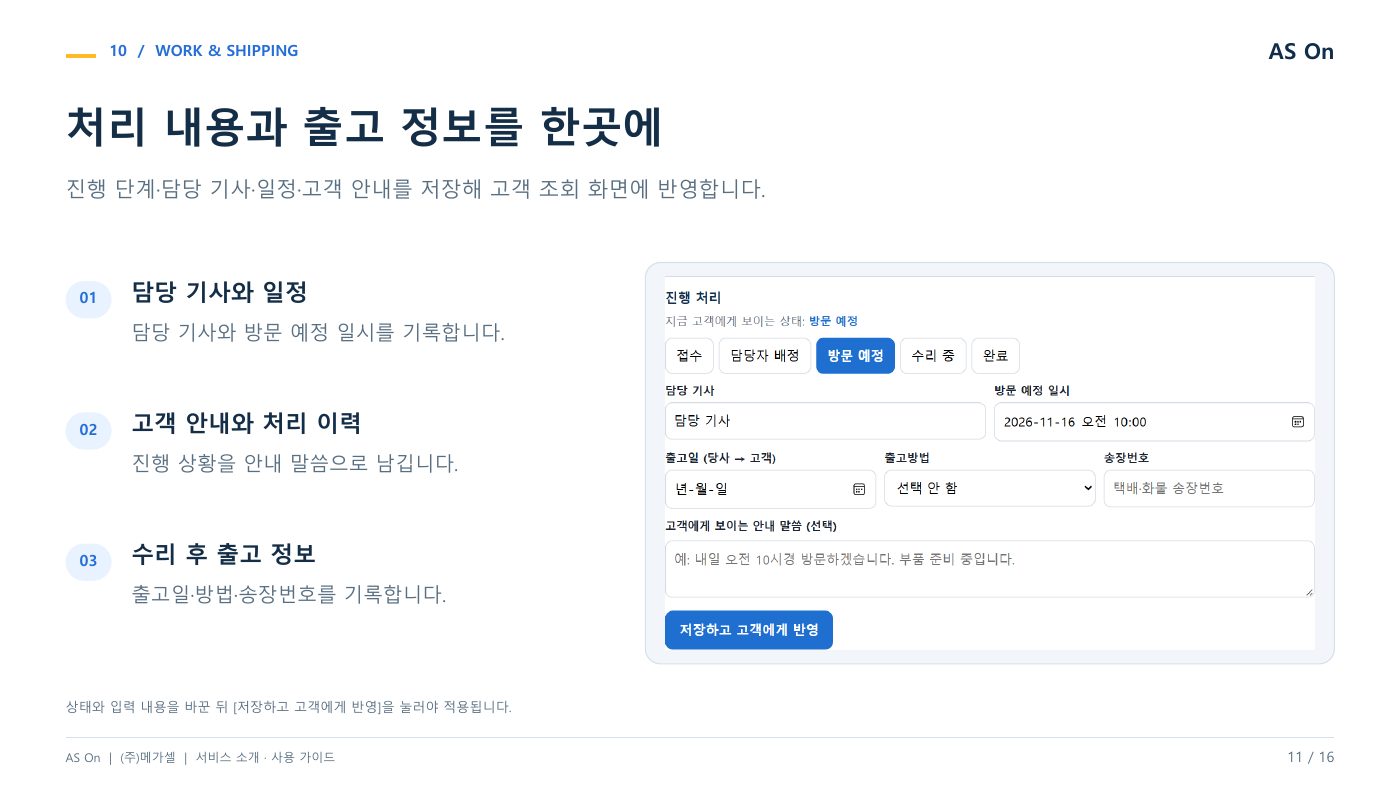 10 / WORK & SHIPPING
AS On
처리 내용과 출고 정보를 한곳에
진행 단계·담당 기사·일정·고객 안내를 저장해 고객 조회 화면에 반영합니다.
01
담당 기사와 일정
담당 기사와 방문 예정 일시를 기록합니다.
02
고객 안내와 처리 이력
진행 상황을 안내 말씀으로 남깁니다.
03
수리 후 출고 정보
출고일·방법·송장번호를 기록합니다.
진행 처리
지금 고객에게 보이는 상태: 방문 예정
접수 담당자 배정 방문 예정 수리 중 완료
담당 기사 방문 예정 일시
담당 기사 2026-11-16 오전 10:00
출고일 (당사 → 고객) 출고방법 송장번호
년-월-일 선택 안 함 택배·화물 송장번호
고객에게 보이는 안내 말씀 (선택)
예: 내일 오전 10시경 방문하겠습니다. 부품 준비 중입니다.
저장하고 고객에게 반영
상태와 입력 내용을 바꾼 뒤 [저장하고 고객에게 반영]을 눌러야 적용됩니다.
AS On | (주)메가셀 | 서비스 소개 · 사용 가이드
11 / 16